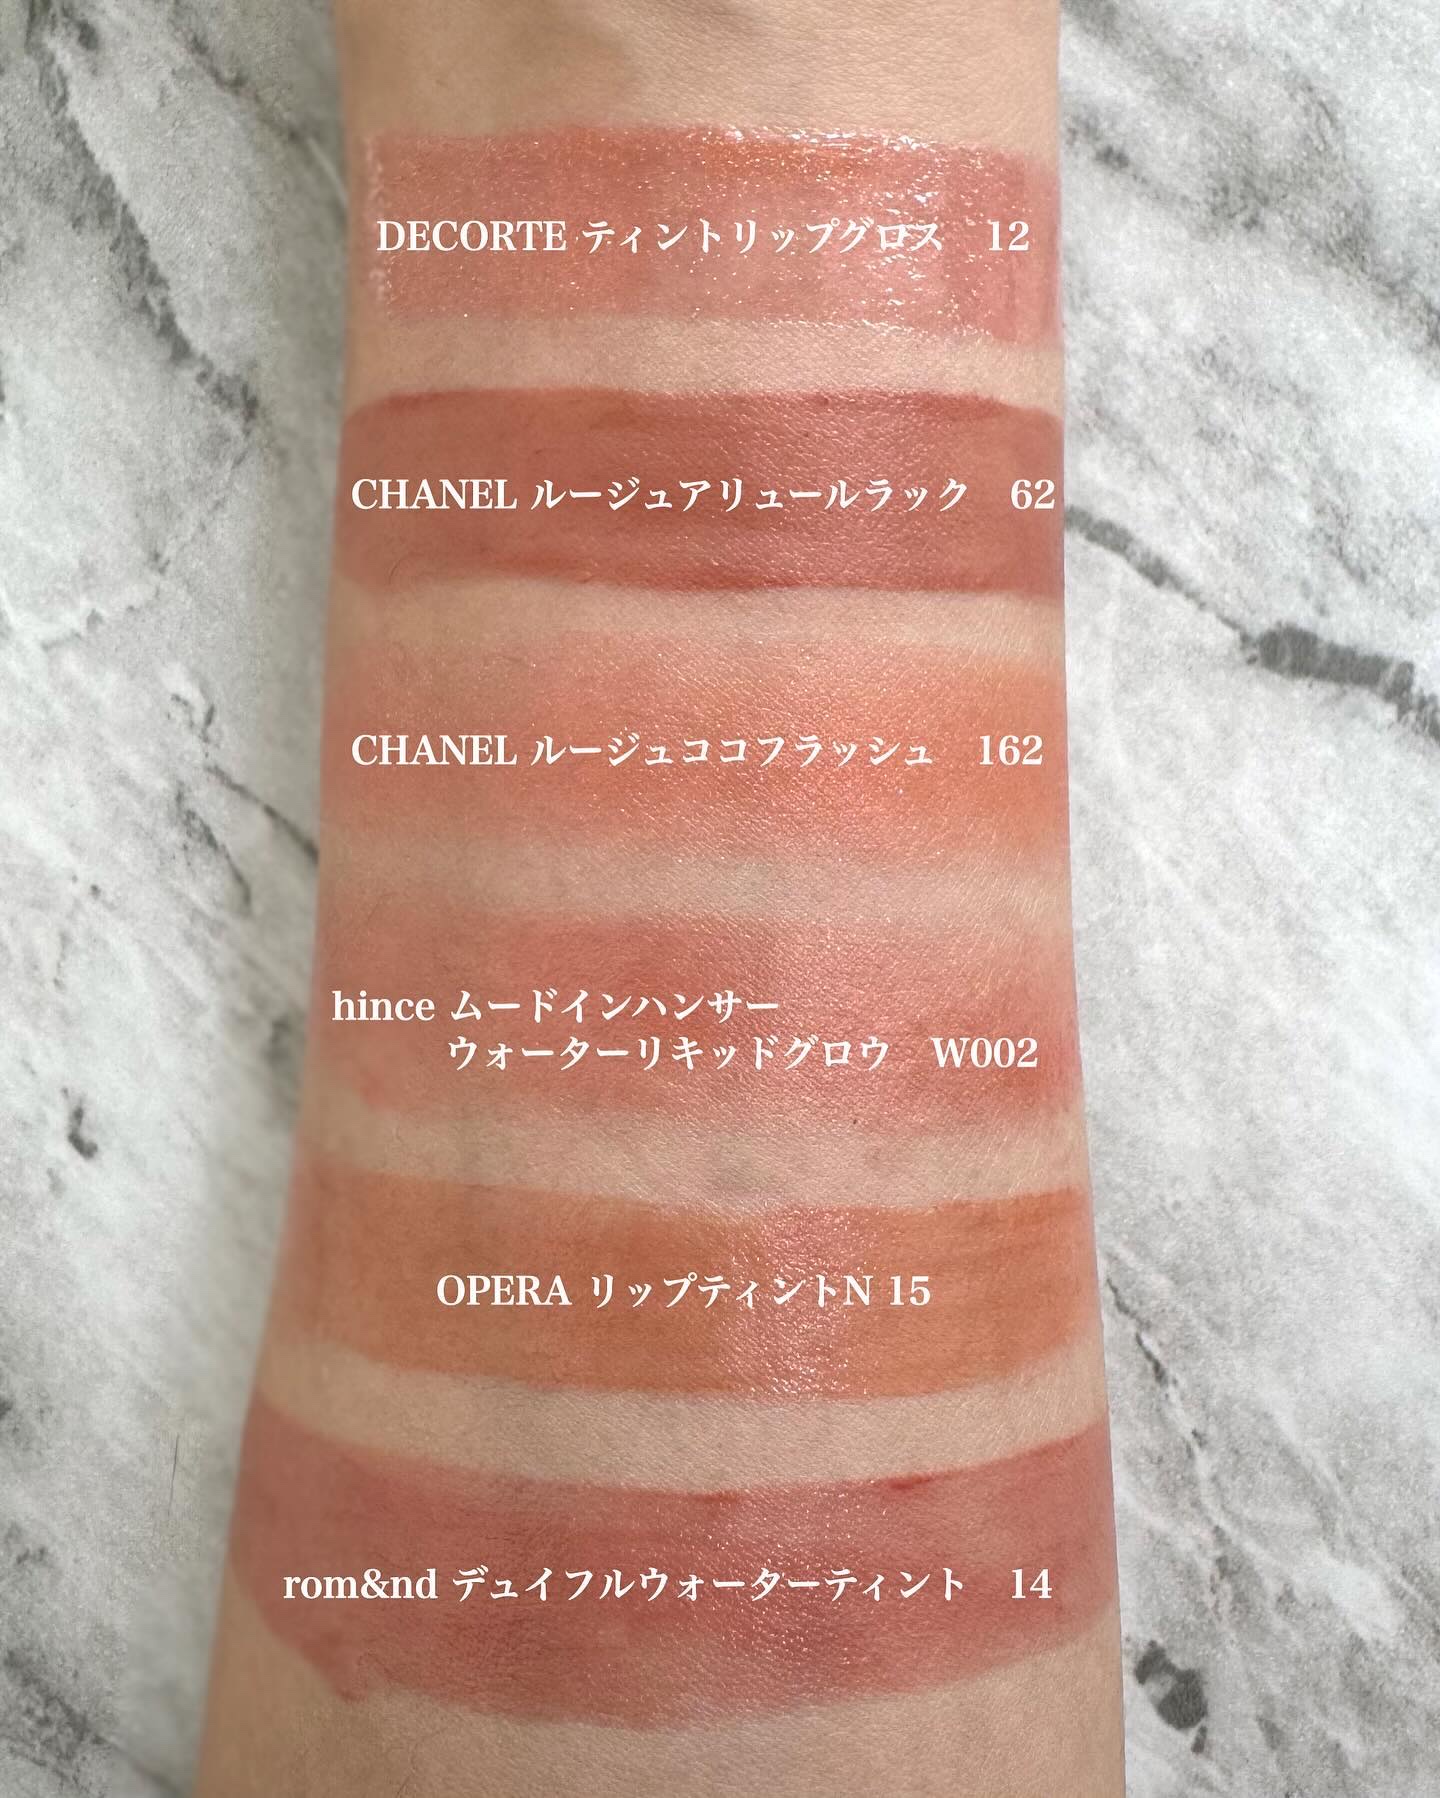 DECORTE ティントリップグロス　12
CHANEL ルージュアリュールラック　62
CHANEL ルージュココフラッシュ　162
hince ムードインハンサー
ウォーターリキッドグロウ　W002
OPERA リップティントN 15
rom&nd デュイフルウォーターティント　14